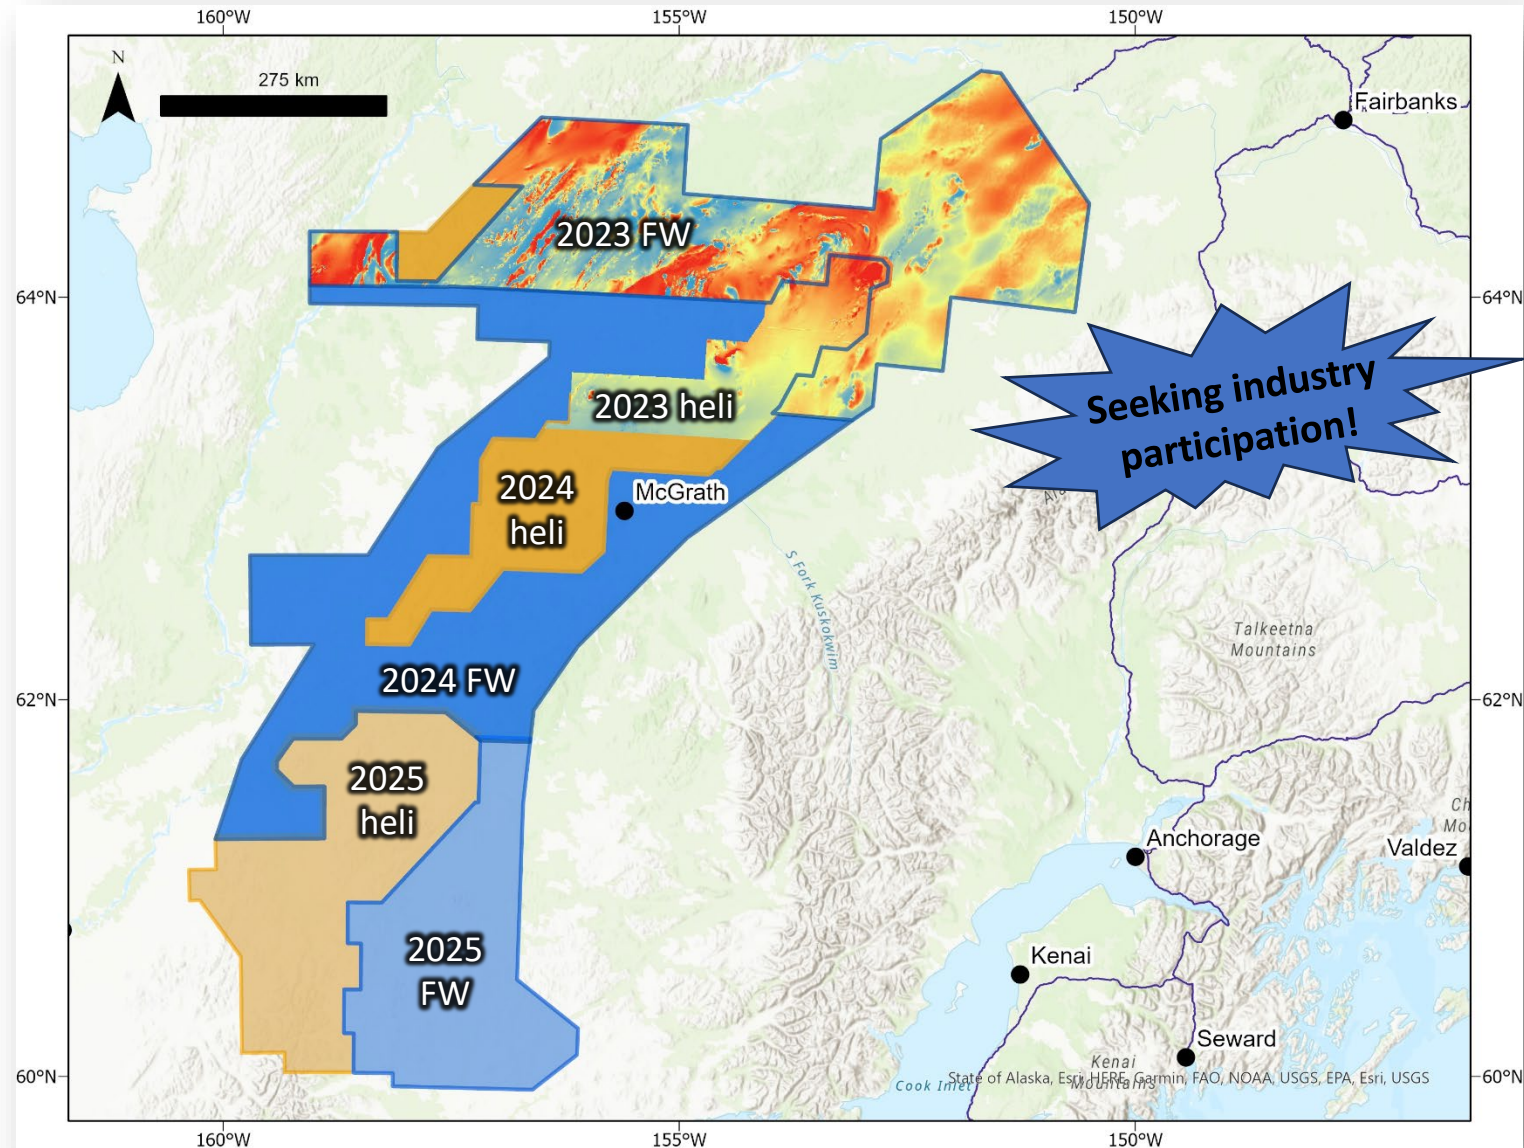 160°W
155°W
150°W
N
275 km
Fairbanks
2023 FW
64°N
64°N
Seeking industry
participation!
2023 heli
2024
heli
McGrath
S Fork Kuskokwim
Talkeetna
Mountains
2024 FW
62°N
62°N
2025
heli
Ch
Mo
Anchorage
Valdez
2025
FW
Kenai
Seward
Kenai
Mountains
Cook Inlet
State of Alaska, Esri, HERE, Garmin, FAO, NOAA, USGS, EPA, Esri, USGS
60°N
60°N
160°W
155°W
150°W